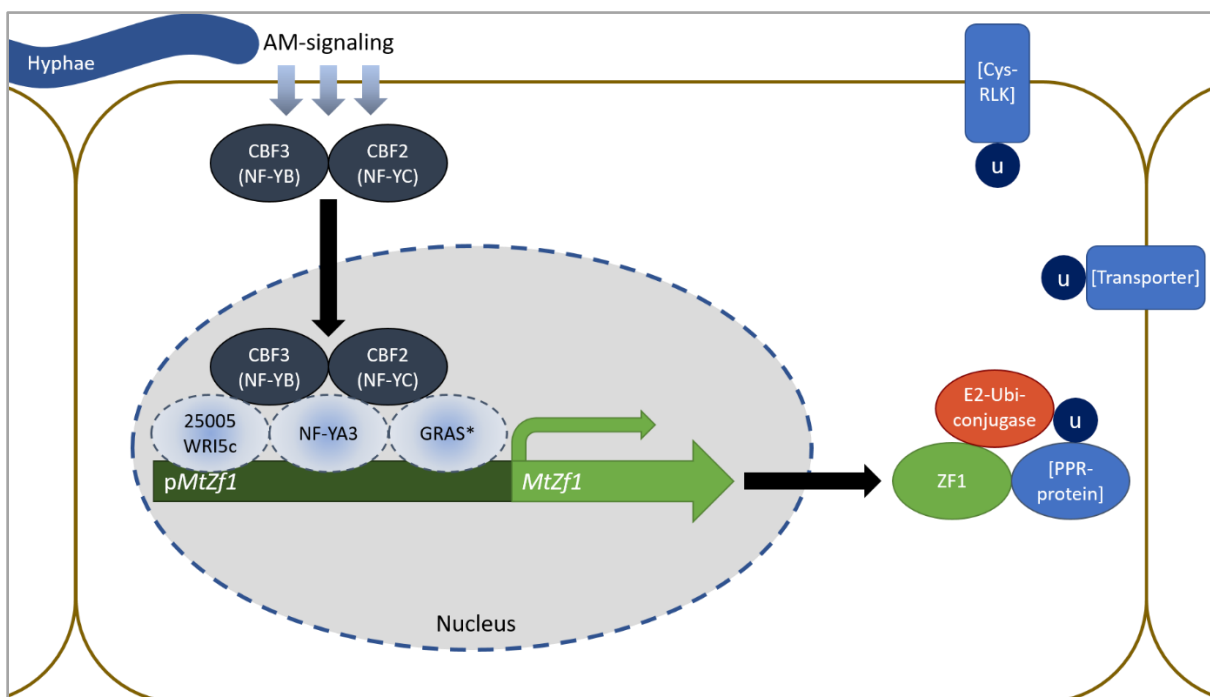 AM-signaling
Hyphae
[Cys-
RLK]
u
CBF3
(NF-YB)
CBF2
(NF-YC)
u
[Transporter]
CBF3
(NF-YB)
CBF2
(NF-YC)
25005
WRI5c
NF-YA3
GRAS*
E2-Ubi-
conjugase
u
pMtZf1
MtZf1
ZF1
[PPR-
protein]
Nucleus